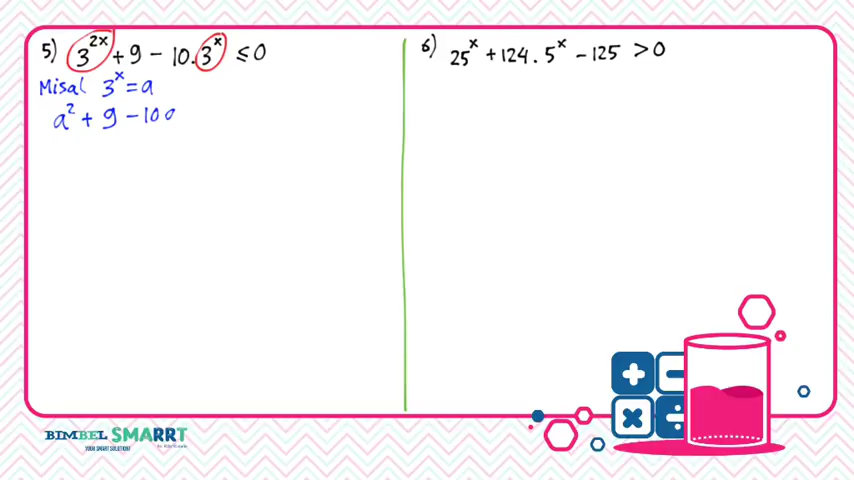 5) 3^{2x} + 9 - 10.3^x ≤ 0
Misal 3^x = a
a^2 + 9 - 10a
6) 25^x + 124.5^x - 125 > 0
+ -
× ÷
BIMBEL SMARRT
YOUR SMART SOLUTION!